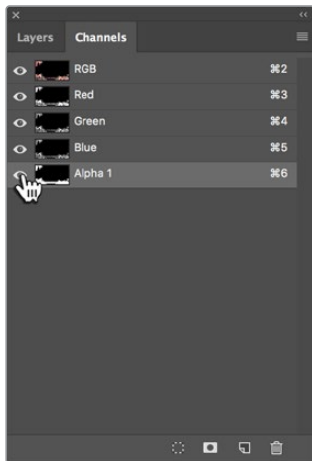 Layers Channels
RGB ⌘2
Red ⌘3
Green ⌘4
Blue ⌘5
Alpha 1 ⌘6